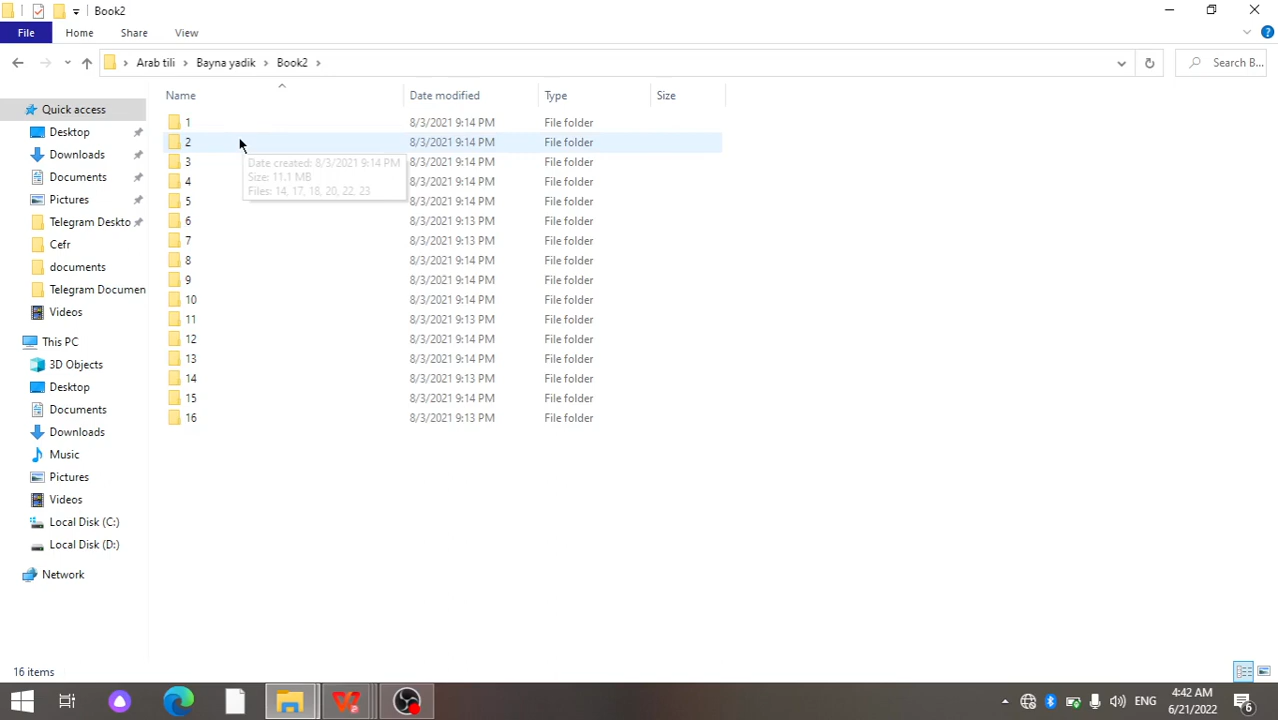 Book2
File Home Share View
Arab tili Bayna yadik Book2
Search B...
Name Date modified Type Size
Quick access
Desktop
Downloads
Documents
Pictures
Telegram Deskto
Cefr
documents
Telegram Documen
Videos
This PC
3D Objects
Desktop
Documents
Downloads
Music
Pictures
Videos
Local Disk (C:)
Local Disk (D:)
Network
1 8/3/2021 9:14 PM File folder
2 8/3/2021 9:14 PM File folder
Date created: 8/3/2021 9:14 PM
Size: 11,1 MB
Files: 14, 17, 18, 20, 22, 23
3 8/3/2021 9:14 PM File folder
4 8/3/2021 9:14 PM File folder
5 8/3/2021 9:14 PM File folder
6 8/3/2021 9:13 PM File folder
7 8/3/2021 9:13 PM File folder
8 8/3/2021 9:14 PM File folder
9 8/3/2021 9:14 PM File folder
10 8/3/2021 9:14 PM File folder
11 8/3/2021 9:13 PM File folder
12 8/3/2021 9:14 PM File folder
13 8/3/2021 9:14 PM File folder
14 8/3/2021 9:13 PM File folder
15 8/3/2021 9:14 PM File folder
16 8/3/2021 9:13 PM File folder
16 items
ENG
4:42 AM
6/21/2022
6